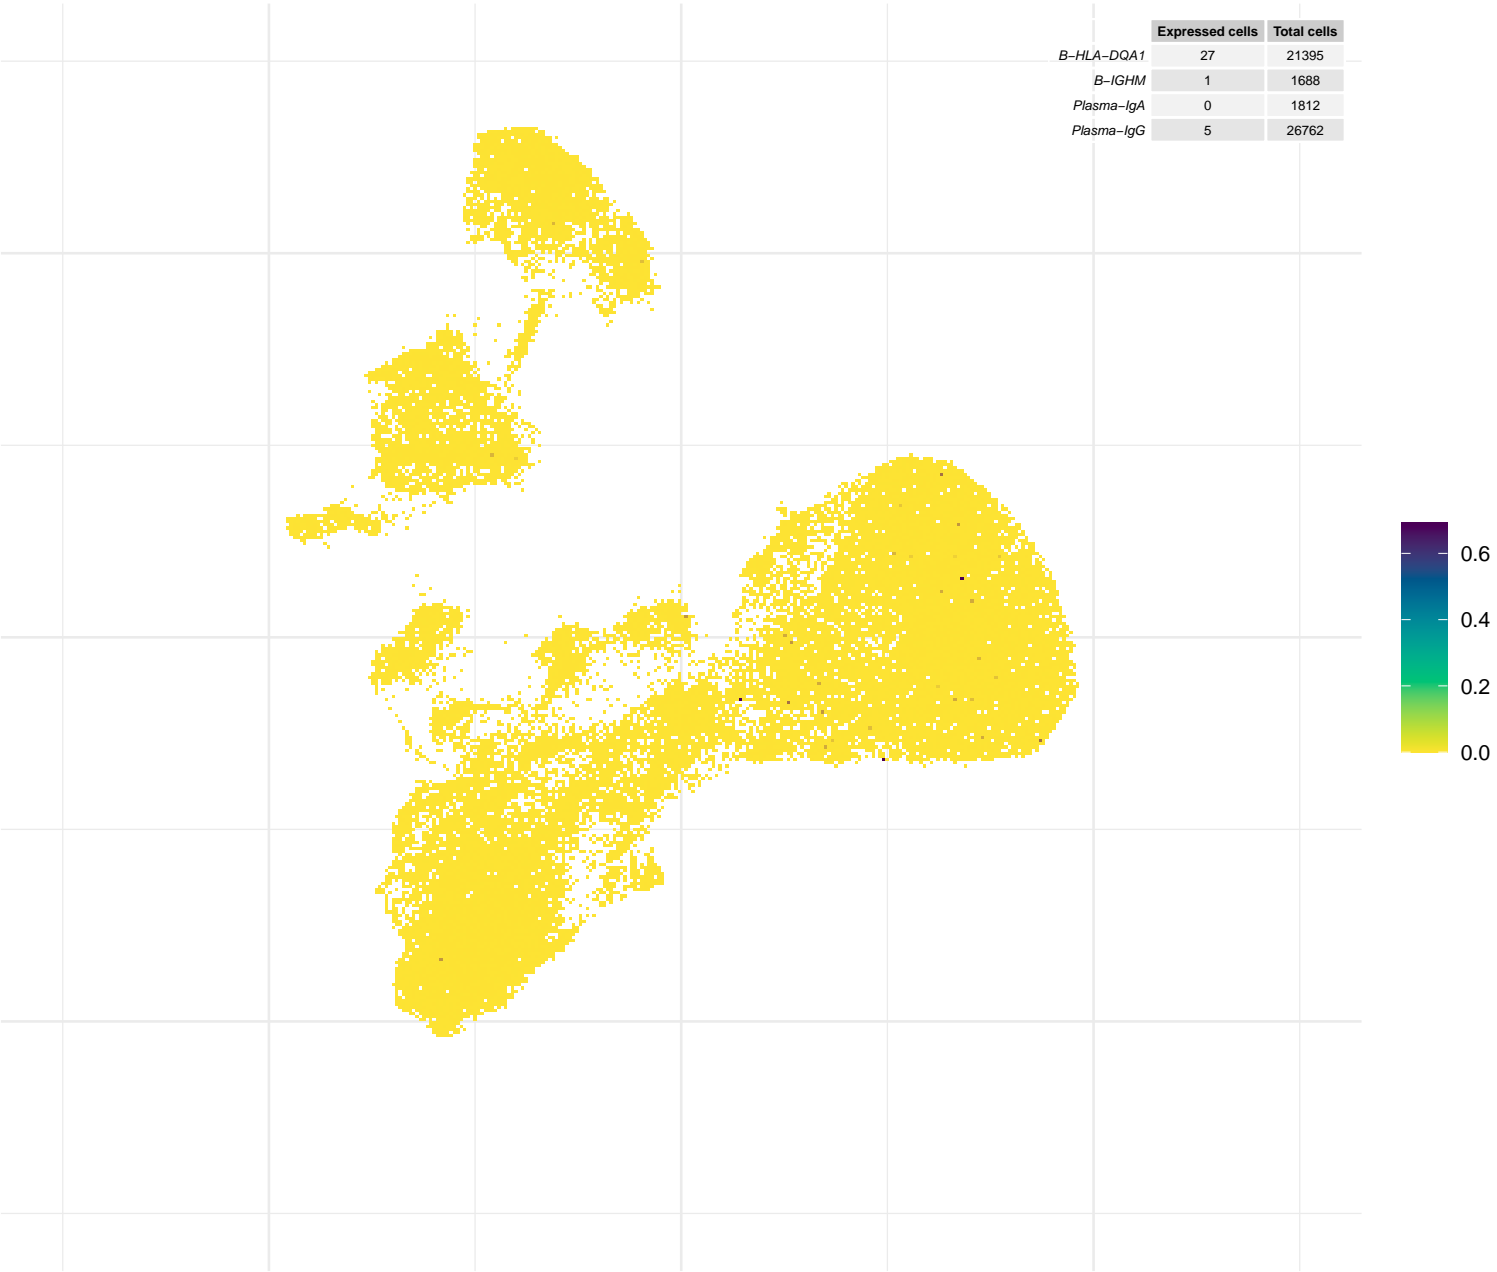 Expressed cells Total cells
B-HLA-DQA1 27 21395
B-IGHM 1 1688
Plasma-IgA 0 1812
Plasma-IgG 5 26762
0.6
0.4
0.2
0.0